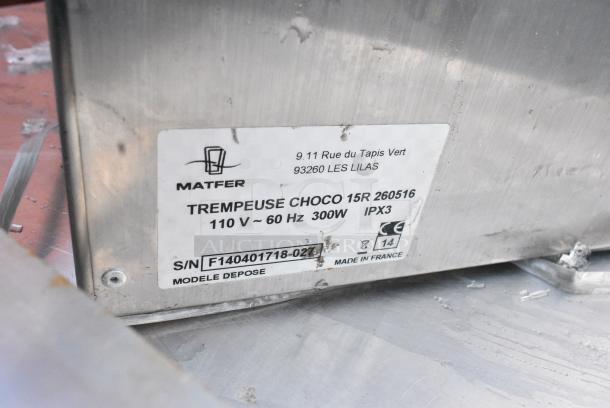 MATFER
9.11 Rue du Tapis Vert
93260 LES LILAS
TREMPEUSE CHOCO 15R 260516
110 V ~ 60 Hz 300W IPX3
CE
S/N F140401718-027
14
MODELE DEPOSE
MADE IN FRANCE